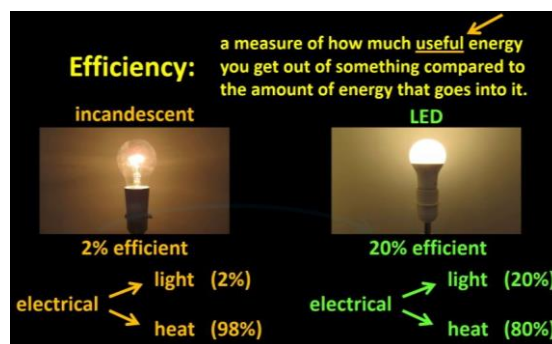 Efficiency:
a measure of how much useful energy
you get out of something compared to
the amount of energy that goes into it.
incandescent
2% efficient
electrical
light (2%)
heat (98%)
LED
20% efficient
electrical
light (20%)
heat (80%)